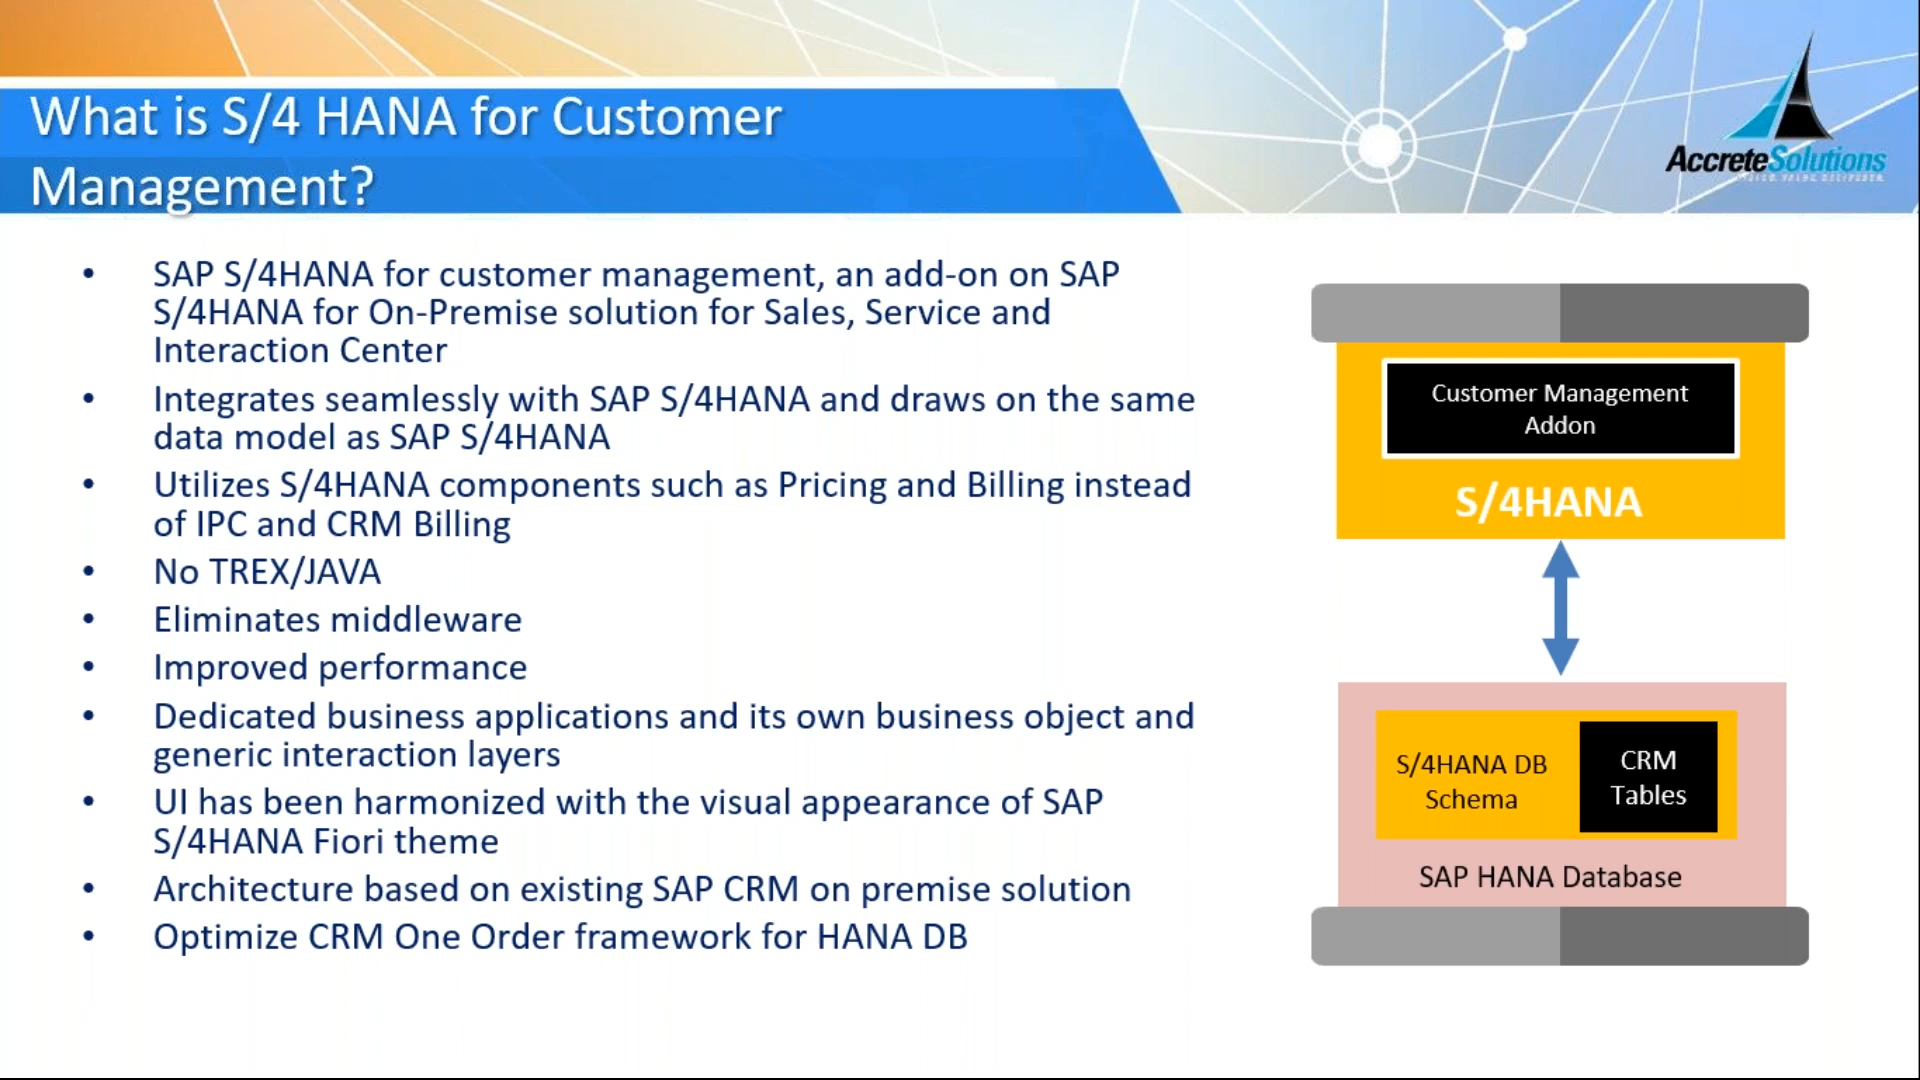 What is S/4 HANA for Customer
Management?
AccreteSolutions
• SAP S/4HANA for customer management, an add-on on SAP
S/4HANA for On-Premise solution for Sales, Service and
Interaction Center
• Integrates seamlessly with SAP S/4HANA and draws on the same
data model as SAP S/4HANA
• Utilizes S/4HANA components such as Pricing and Billing instead
of IPC and CRM Billing
• No TREX/JAVA
• Eliminates middleware
• Improved performance
• Dedicated business applications and its own business object and
generic interaction layers
• UI has been harmonized with the visual appearance of SAP
S/4HANA Fiori theme
• Architecture based on existing SAP CRM on premise solution
• Optimize CRM One Order framework for HANA DB
Customer Management
Addon
S/4HANA
S/4HANA DB
Schema
CRM
Tables
SAP HANA Database